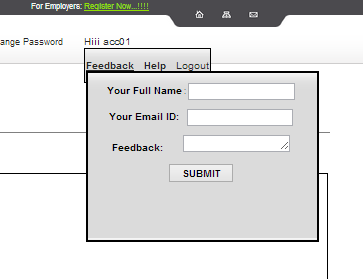 For Employers: Register Now...!!!!
ange Password Hiii acc01
Feedback Help Logout
Your Full Name :
Your Email ID:
Feedback:
SUBMIT